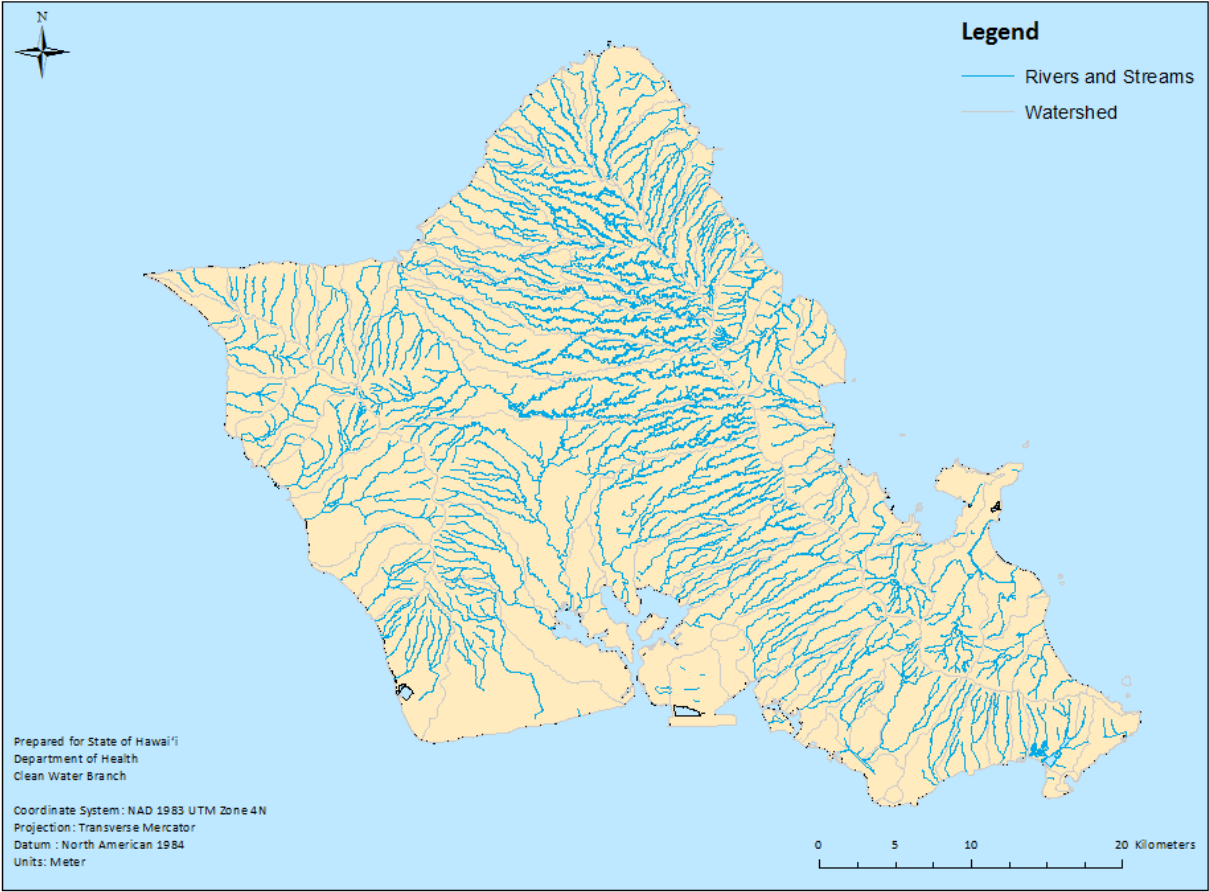 N
Legend
Rivers and Streams
Watershed
Prepared for State of Hawaiʻi
Department of Health
Clean Water Branch
Coordinate System: NAD 1983 UTM Zone 4N
Projection: Transverse Mercator
Datum : North American 1984
Units: Meter
0 5 10 20 Kilometers